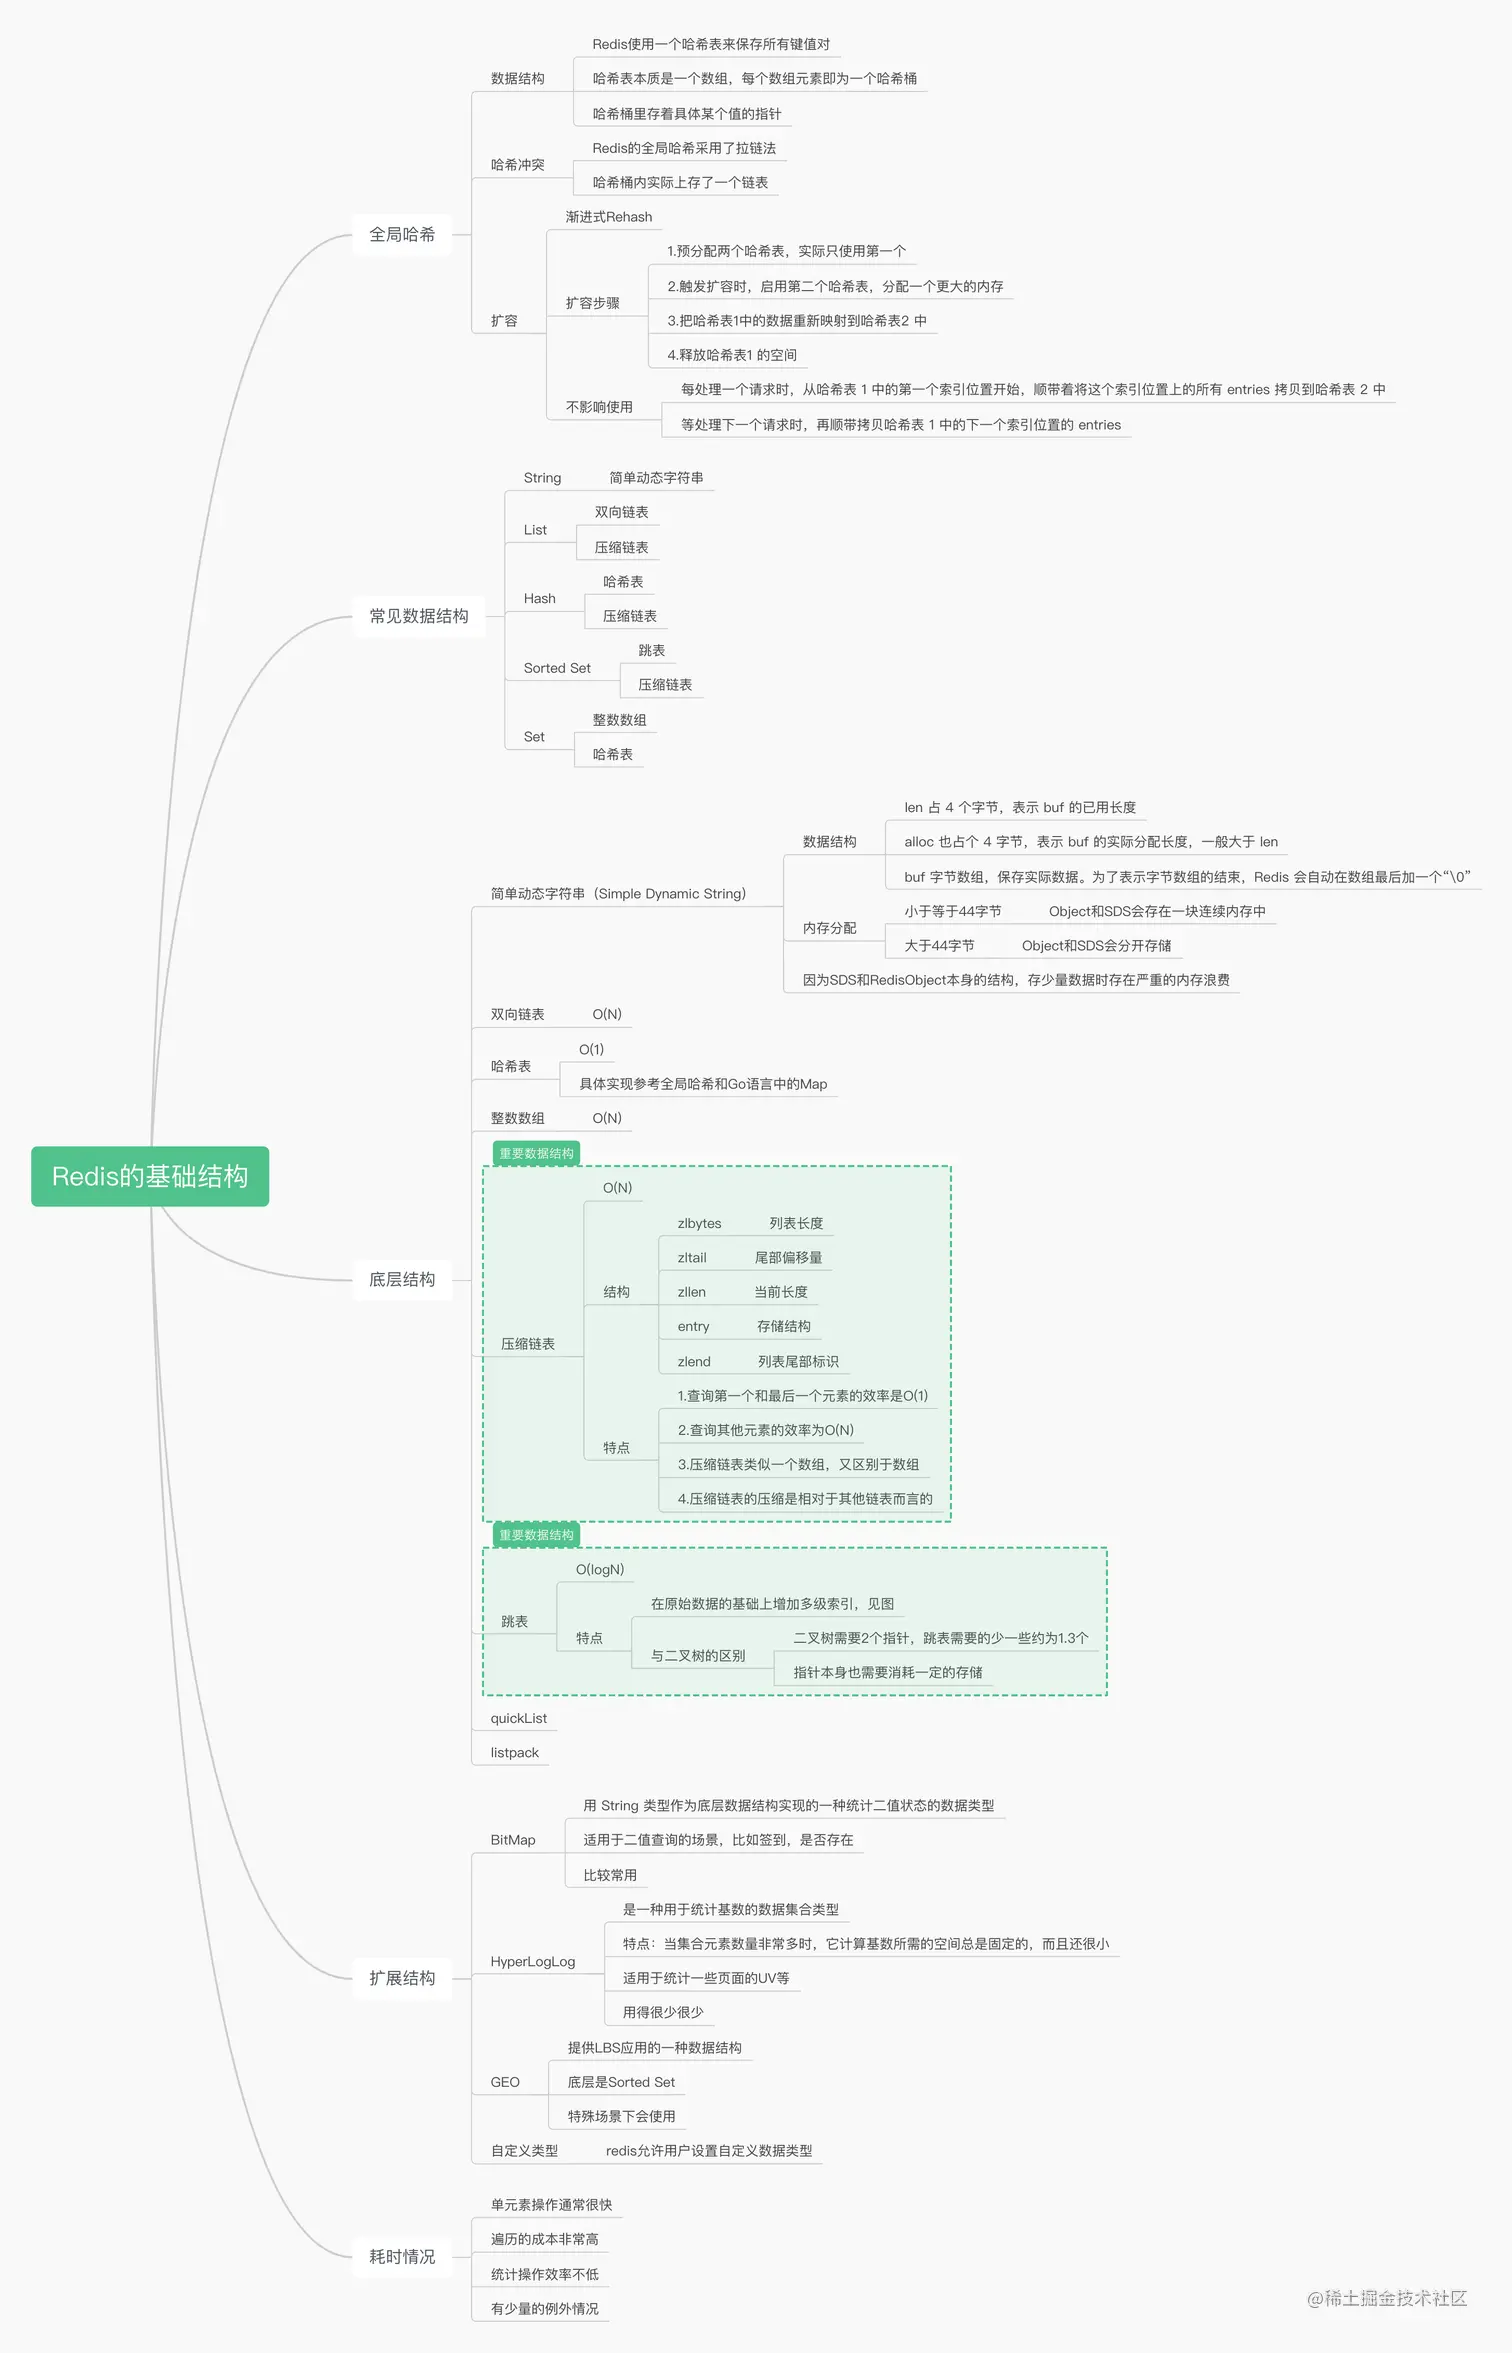 Redis的基础结构
全局哈希
数据结构
Redis使用一个哈希表来保存所有键值对
哈希表本质是一个数组，每个数组元素即为一个哈希桶
哈希桶里存着具体某个值的指针
哈希冲突
Redis的全局哈希采用了拉链法
哈希桶内实际上存了一个链表
扩容
渐进式Rehash
扩容步骤
1.预分配两个哈希表，实际只使用第一个
2.触发扩容时，启用第二个哈希表，分配一个更大的内存
3.把哈希表1中的数据重新映射到哈希表2 中
4.释放哈希表1 的空间
不影响使用
每处理一个请求时，从哈希表 1 中的第一个索引位置开始，顺带着将这个索引位置上的所有 entries 拷贝到哈希表 2 中
等处理下一个请求时，再顺带拷贝哈希表 1 中的下一个索引位置的 entries
常见数据结构
String
简单动态字符串
List
双向链表
压缩链表
Hash
哈希表
压缩链表
Sorted Set
跳表
压缩链表
Set
整数数组
哈希表
底层结构
简单动态字符串（Simple Dynamic String）
数据结构
len 占 4 个字节，表示 buf 的已用长度
alloc 也占个 4 字节，表示 buf 的实际分配长度，一般大于 len
buf 字节数组，保存实际数据。为了表示字节数组的结束，Redis 会自动在数组最后加一个“\0”
内存分配
小于等于44字节
Object和SDS会存在一块连续内存中
大于44字节
Object和SDS会分开存储
因为SDS和RedisObject本身的结构，存少量数据时存在严重的内存浪费
双向链表
O(N)
哈希表
O(1)
具体实现参考全局哈希和Go语言中的Map
整数数组
O(N)
重要数据结构
压缩链表
O(N)
结构
zlbytes
列表长度
zltail
尾部偏移量
zllen
当前长度
entry
存储结构
zlend
列表尾部标识
特点
1.查询第一个和最后一个元素的效率是O(1)
2.查询其他元素的效率为O(N)
3.压缩链表类似一个数组，又区别于数组
4.压缩链表的压缩是相对于其他链表而言的
重要数据结构
跳表
O(logN)
特点
在原始数据的基础上增加多级索引，见图
与二叉树的区别
二叉树需要2个指针，跳表需要的少一些约为1.3个
指针本身也需要消耗一定的存储
quickList
listpack
扩展结构
BitMap
用 String 类型作为底层数据结构实现的一种统计二值状态的数据类型
适用于二值查询的场景，比如签到，是否存在
比较常用
HyperLogLog
是一种用于统计基数的数据集合类型
特点：当集合元素数量非常多时，它计算基数所需的空间总是固定的，而且还很小
适用于统计一些页面的UV等
用得很少很少
GEO
提供LBS应用的一种数据结构
底层是Sorted Set
特殊场景下会使用
自定义类型
redis允许用户设置自定义数据类型
耗时情况
单元素操作通常很快
遍历的成本非常高
统计操作效率不低
有少量的例外情况
@稀土掘金技术社区